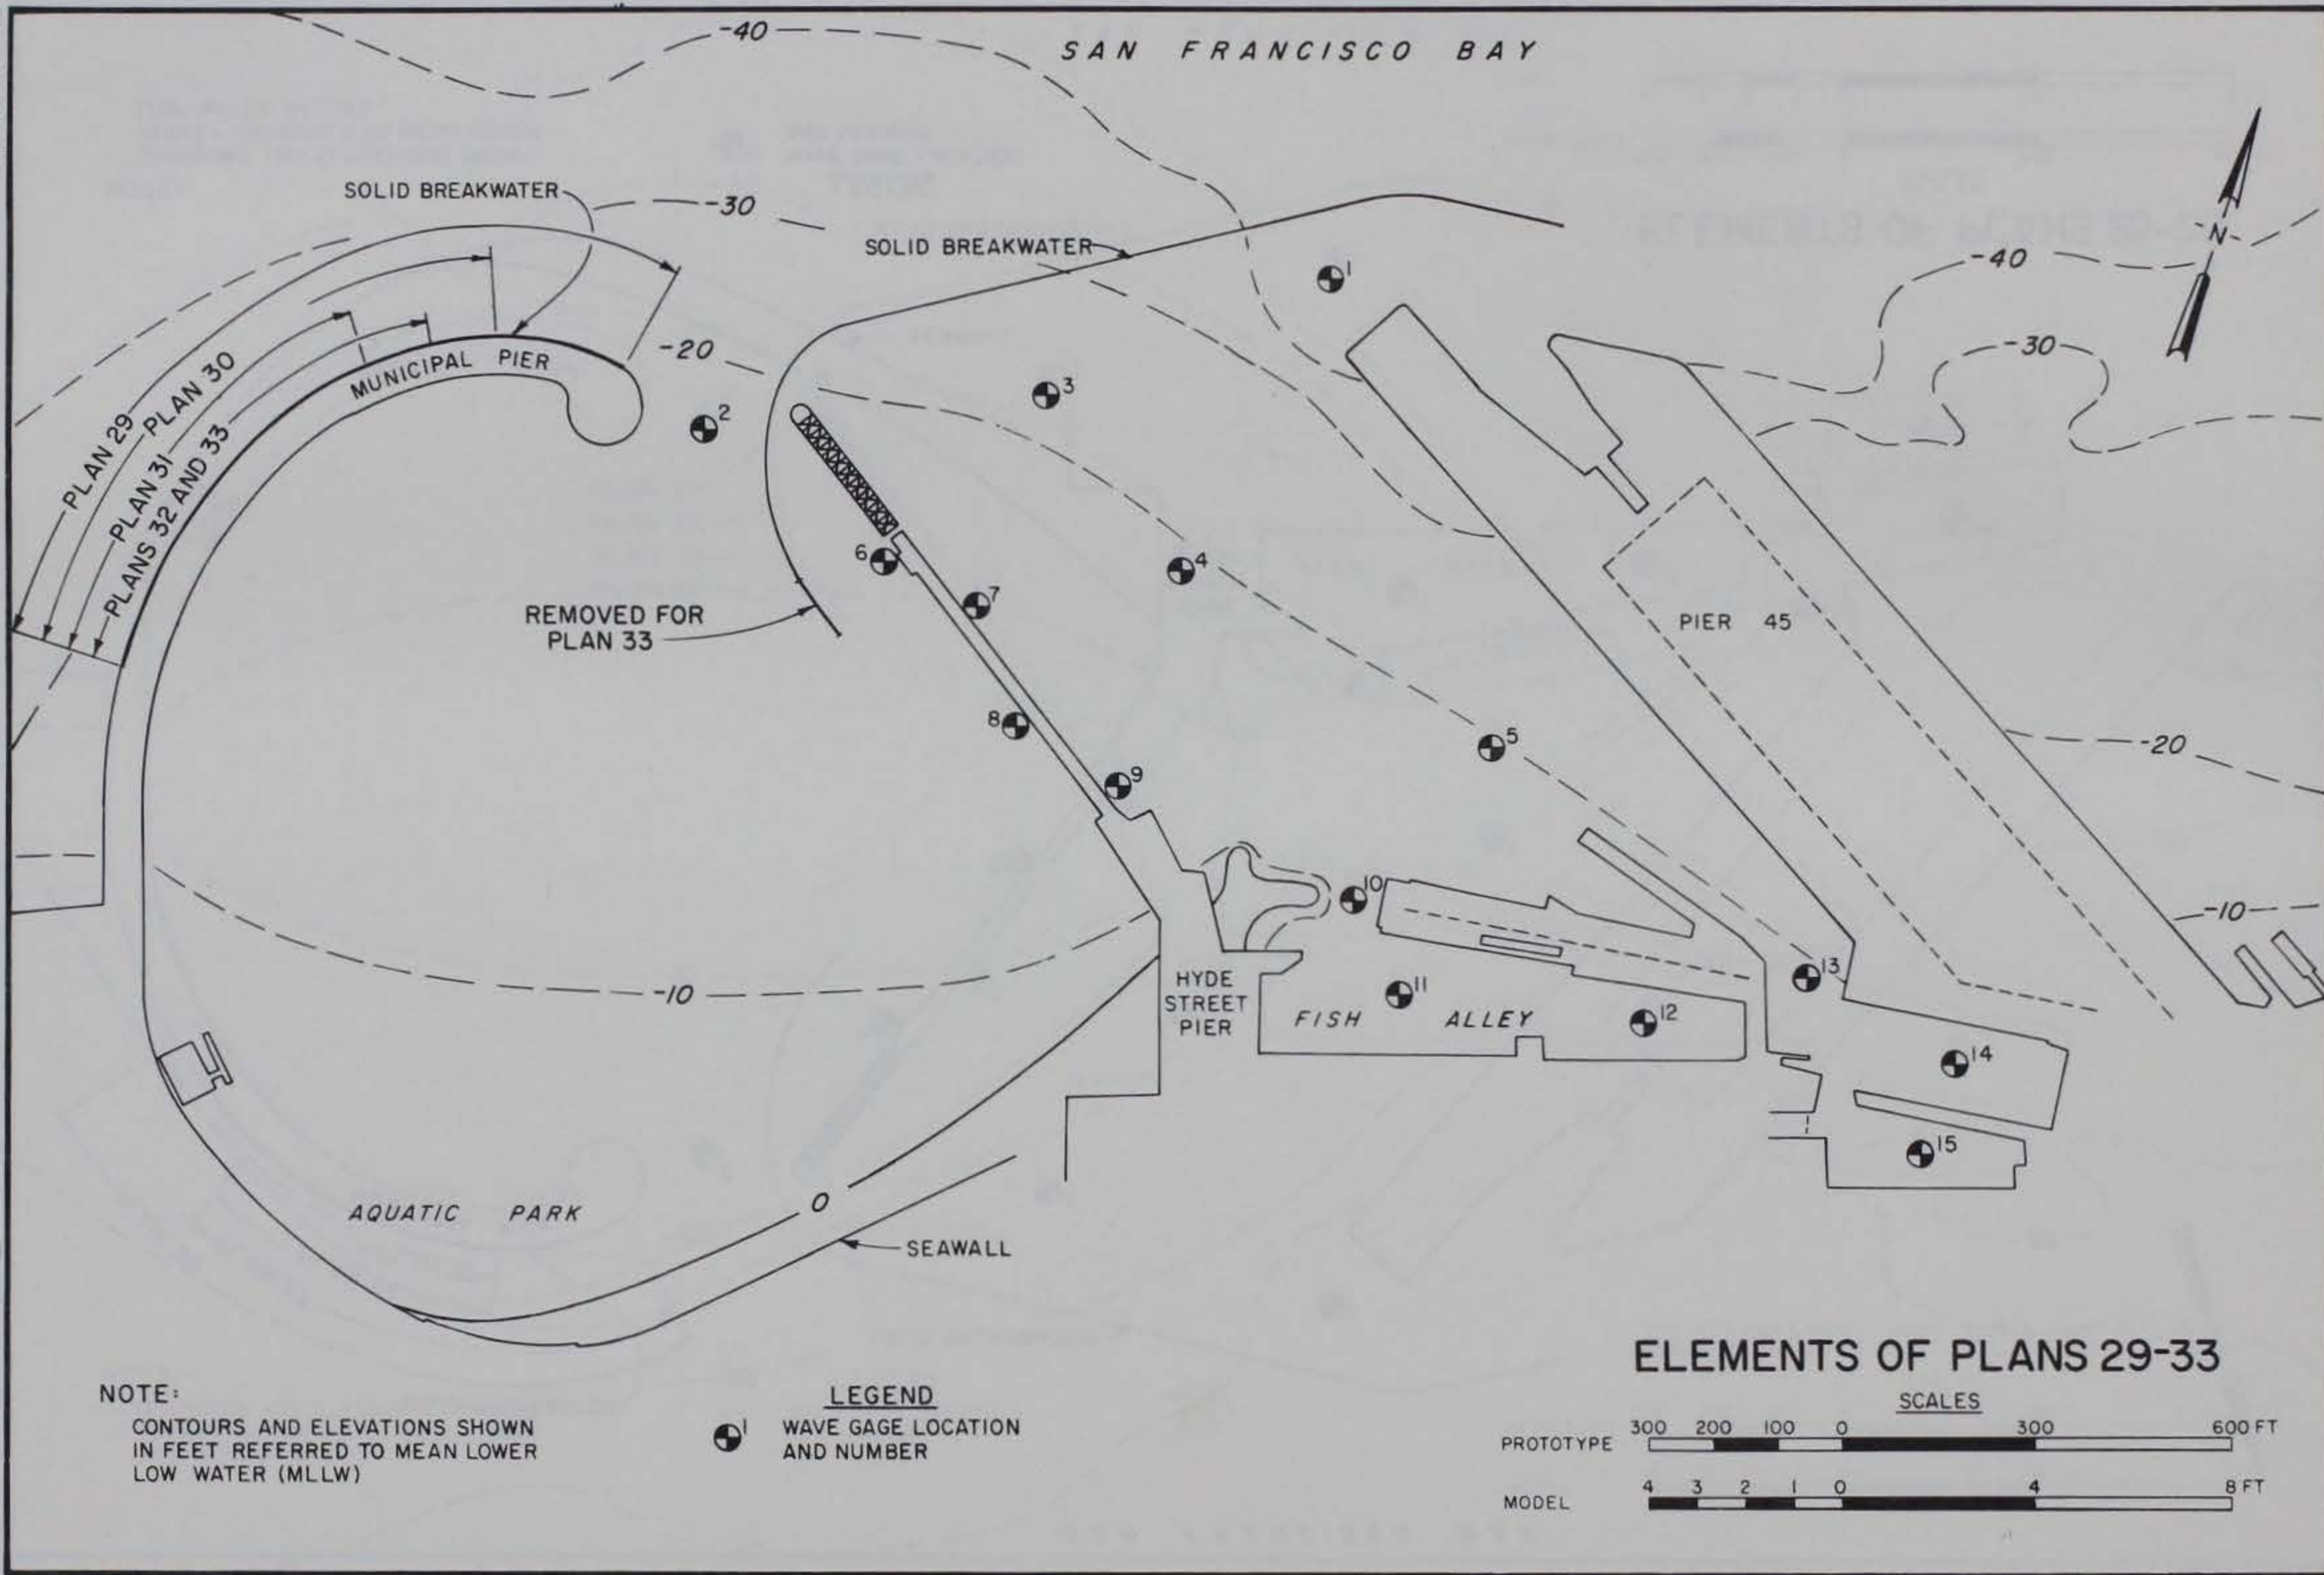 -40
SAN FRANCISCO BAY
SOLID BREAKWATER
-30
SOLID BREAKWATER
N
-40
1
-30
-20
MUNICIPAL PIER
PLAN 29
PLAN 30
PLAN 31
PLANS 32 AND 33
2
3
4
6
7
REMOVED FOR
PLAN 33
PIER 45
8
5
-20
9
10
-10
13
-10
HYDE
STREET
PIER
11
FISH ALLEY
12
14
15
AQUATIC PARK
0
SEAWALL
ELEMENTS OF PLANS 29-33
NOTE:
CONTOURS AND ELEVATIONS SHOWN
IN FEET REFERRED TO MEAN LOWER
LOW WATER (MLLW)
LEGEND
1 WAVE GAGE LOCATION
AND NUMBER
SCALES
300 200 100 0 300 600 FT
PROTOTYPE
4 3 2 1 0 4 8 FT
MODEL